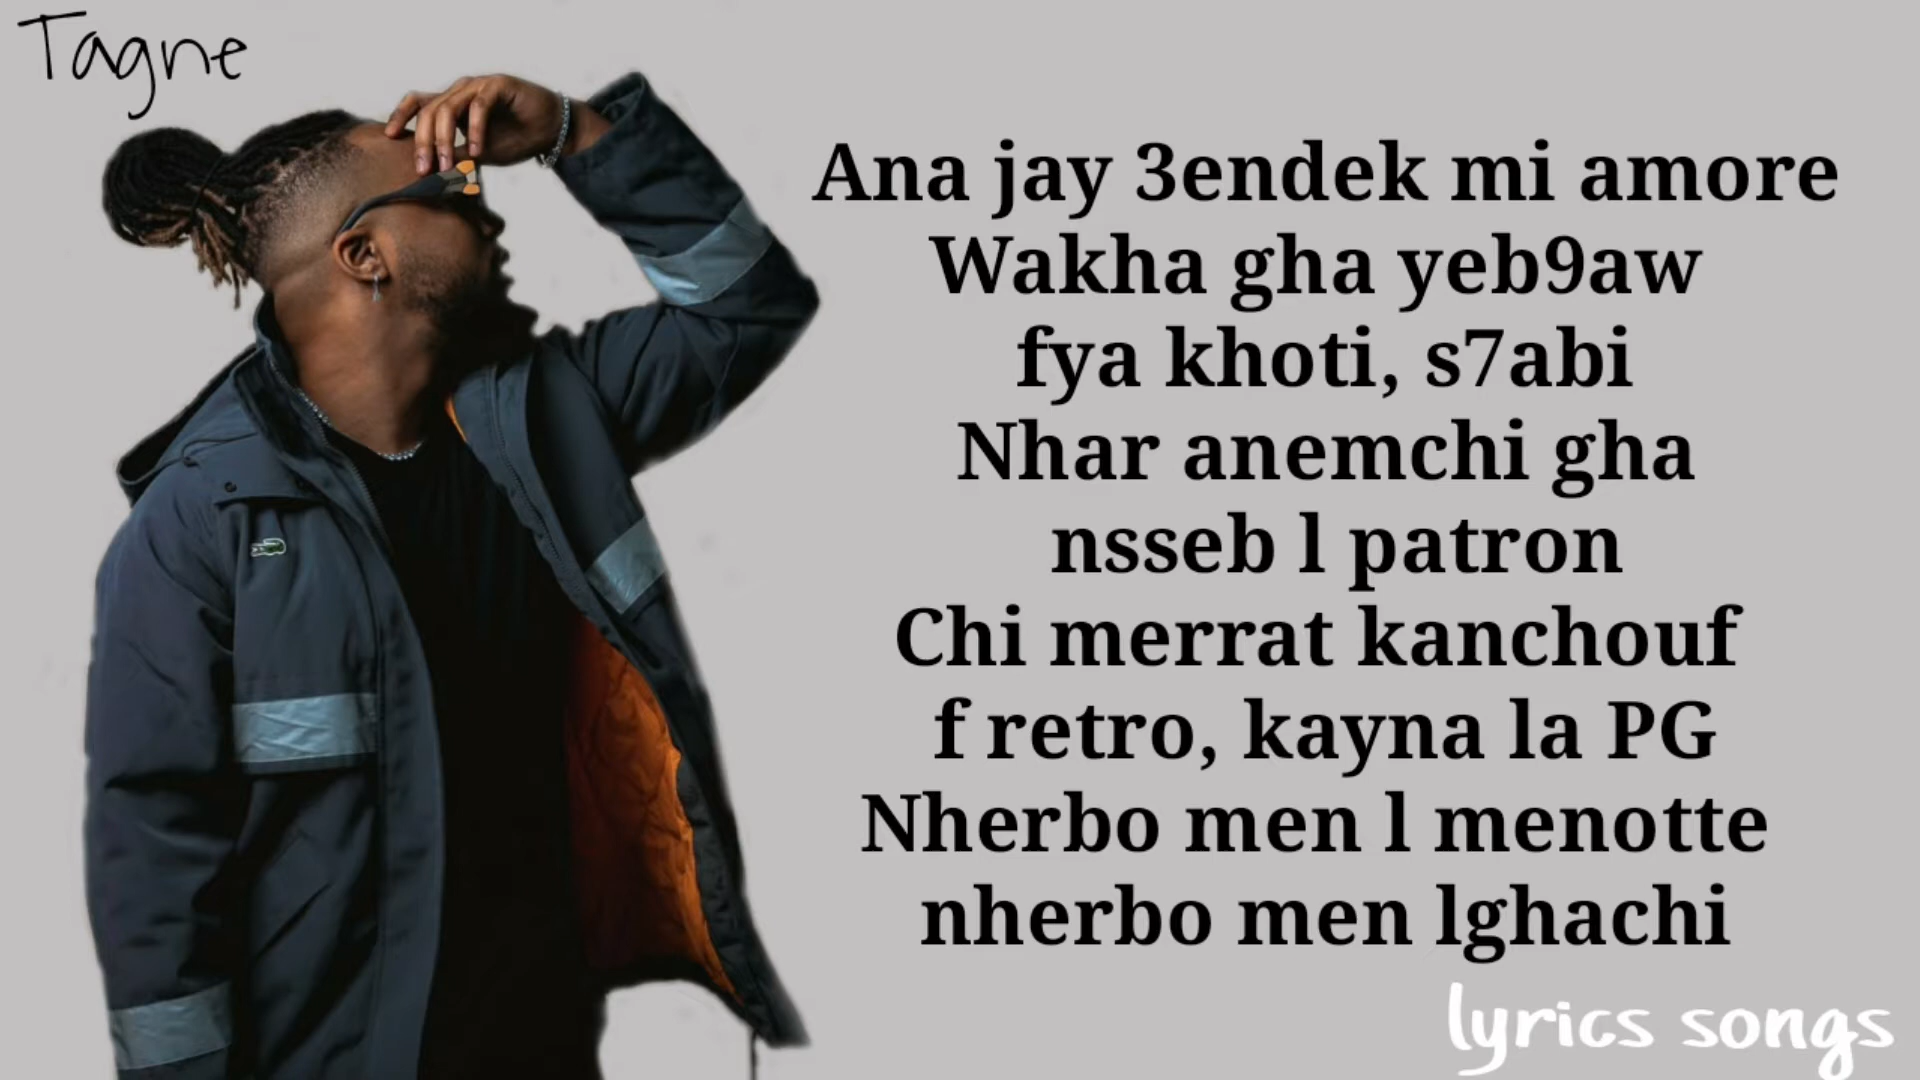 Tagne
Ana jay 3endek mi amore
Wakha gha yeb9aw
fya khoti, s7abi
Nhar anemchi gha
nsseb l patron
Chi merrat kanchouf
f retro, kayna la PG
Nherbo men l menotte
nherbo men lghachi
lyrics songs